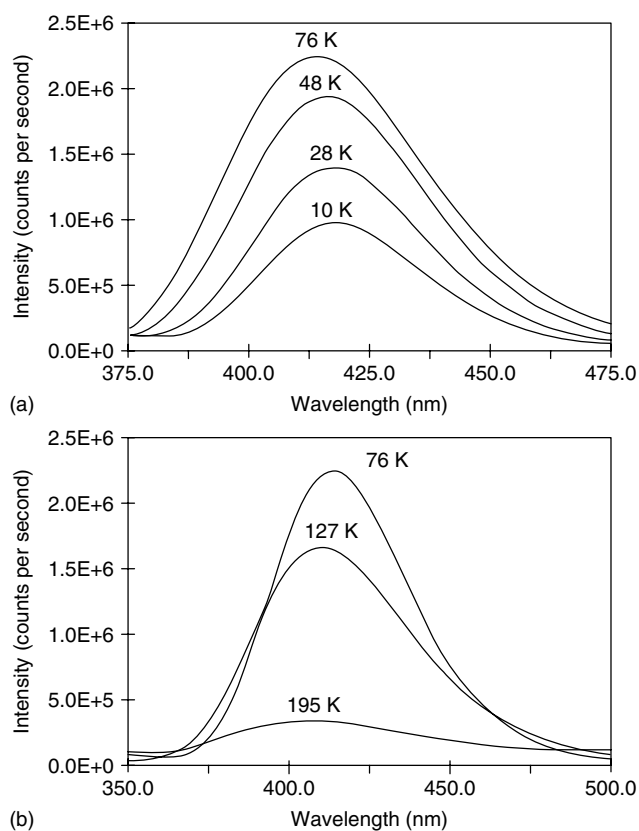 2.5E+6
2.0E+6
1.5E+6
1.0E+6
5.0E+5
0.0E+0
Intensity (counts per second)
76 K
48 K
28 K
10 K
375.0 400.0 425.0 450.0 475.0
Wavelength (nm)
(a)
2.5E+6
2.0E+6
1.5E+6
1.0E+6
5.0E+5
0.0E+0
Intensity (counts per second)
76 K
127 K
195 K
350.0 400.0 450.0 500.0
Wavelength (nm)
(b)